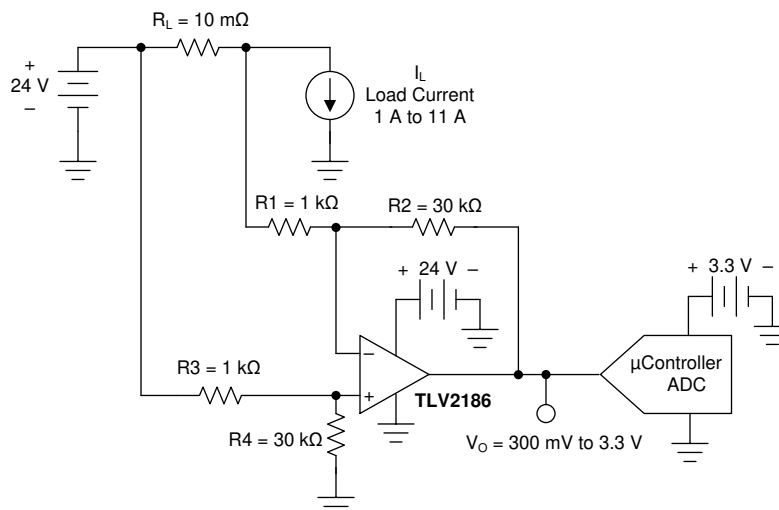 R_L = 10 mΩ
+
24 V
–
I_L
Load Current
1 A to 11 A
R1 = 1 kΩ
R2 = 30 kΩ
+ 24 V –
+ 3.3 V –
R3 = 1 kΩ
–
+
TLV2186
µController
ADC
R4 = 30 kΩ
V_O = 300 mV to 3.3 V